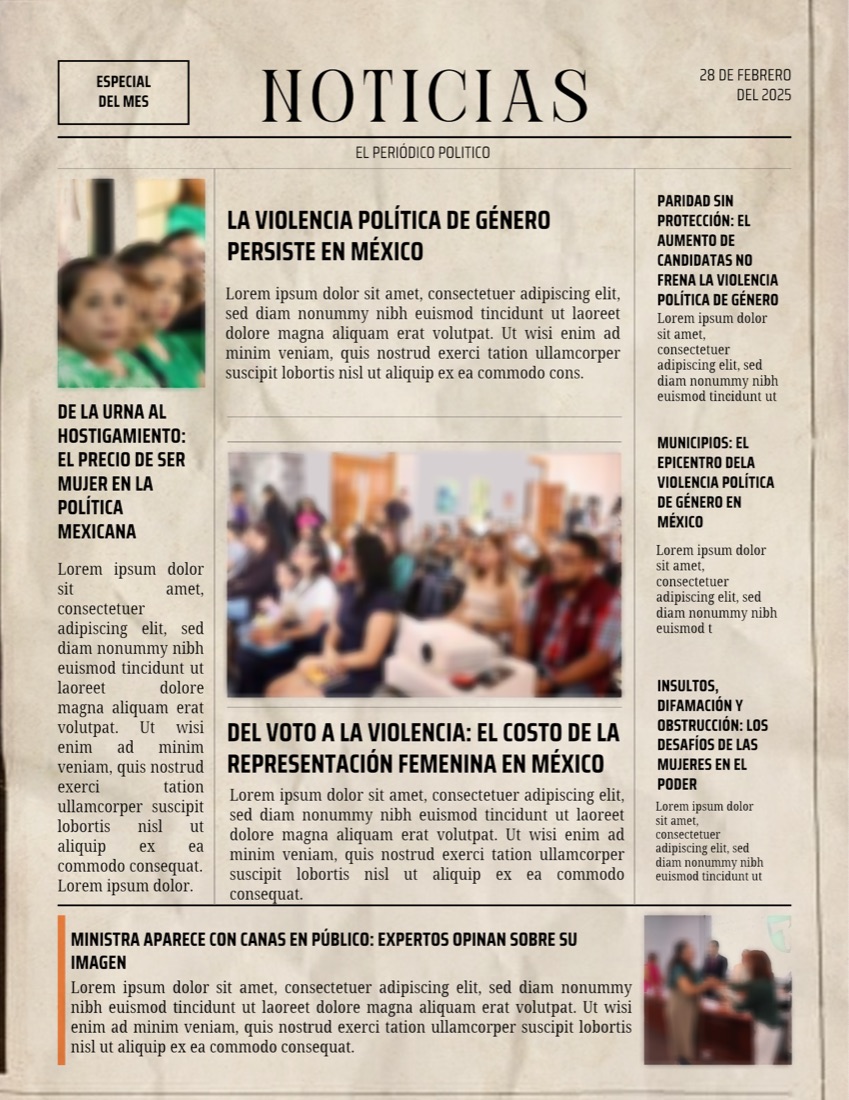 ESPECIAL
DEL MES
NOTICIAS
28 DE FEBRERO
DEL 2025
EL PERIÓDICO POLITICO
DE LA URNA AL
HOSTIGAMIENTO:
EL PRECIO DE SER
MUJER EN LA
POLÍTICA
MEXICANA
Lorem ipsum dolor
sit amet,
consectetuer
adipiscing elit, sed
diam nonummy nibh
euismod tincidunt ut
laoreet dolore
magna aliquam erat
volutpat. Ut wisi
enim ad minim
veniam, quis nostrud
exerci tation
ullamcorper suscipit
lobortis nisl ut
aliquip ex ea
commodo consequat.
Lorem ipsum dolor.
LA VIOLENCIA POLÍTICA DE GÉNERO
PERSISTE EN MÉXICO
Lorem ipsum dolor sit amet, consectetuer adipiscing elit,
sed diam nonummy nibh euismod tincidunt ut laoreet
dolore magna aliquam erat volutpat. Ut wisi enim ad
minim veniam, quis nostrud exerci tation ullamcorper
suscipit lobortis nisl ut aliquip ex ea commodo cons.
DEL VOTO A LA VIOLENCIA: EL COSTO DE LA
REPRESENTACIÓN FEMENINA EN MÉXICO
Lorem ipsum dolor sit amet, consectetuer adipiscing elit,
sed diam nonummy nibh euismod tincidunt ut laoreet
dolore magna aliquam erat volutpat. Ut wisi enim ad
minim veniam, quis nostrud exerci tation ullamcorper
suscipit lobortis nisl ut aliquip ex ea commodo
consequat.
PARIDAD SIN
PROTECCIÓN: EL
AUMENTO DE
CANDIDATAS NO
FRENA LA VIOLENCIA
POLÍTICA DE GÉNERO
Lorem ipsum dolor
sit amet,
consectetuer
adipiscing elit, sed
diam nonummy nibh
euismod tincidunt ut
MUNICIPIOS: EL
EPICENTRO DELA
VIOLENCIA POLÍTICA
DE GÉNERO EN
MÉXICO
Lorem ipsum dolor
sit amet,
consectetuer
adipiscing elit, sed
diam nonummy nibh
euismod t
INSULTOS,
DIFAMACIÓN Y
OBSTRUCCIÓN: LOS
DESAFÍOS DE LAS
MUJERES EN EL
PODER
Lorem ipsum dolor
sit amet,
consectetuer
adipiscing elit, sed
diam nonummy nibh
euismod tincidunt ut
MINISTRA APARECE CON CANAS EN PÚBLICO: EXPERTOS OPINAN SOBRE SU
IMAGEN
Lorem ipsum dolor sit amet, consectetuer adipiscing elit, sed diam nonummy
nibh euismod tincidunt ut laoreet dolore magna aliquam erat volutpat. Ut wisi
enim ad minim veniam, quis nostrud exerci tation ullamcorper suscipit lobortis
nisl ut aliquip ex ea commodo consequat.